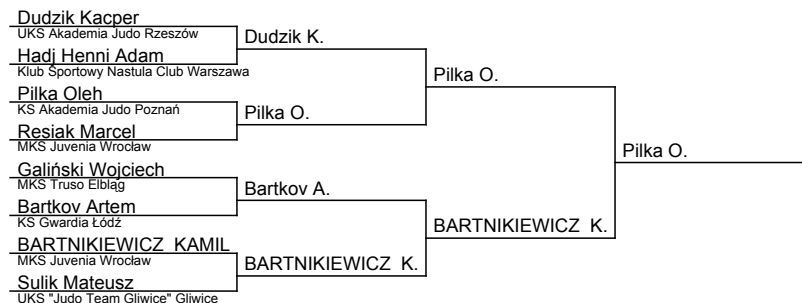 Dudzik Kacper
UKS Akademia Judo Rzeszów
Dudzik K.
Hadj Henni Adam
Klub Sportowy Nastula Club Warszawa
Pilka O.
Pilka Oleh
KS Akademia Judo Poznań
Pilka O.
Resiak Marcel
MKS Juvenia Wrocław
Pilka O.
Galiński Wojciech
MKS Truso Elbląg
Bartkov A.
Bartkov Artem
KS Gwardia Łódź
BARTNIKIEWICZ K.
BARTNIKIEWICZ KAMIL
MKS Juvenia Wrocław
BARTNIKIEWICZ K.
Sulik Mateusz
UKS "Judo Team Gliwice" Gliwice